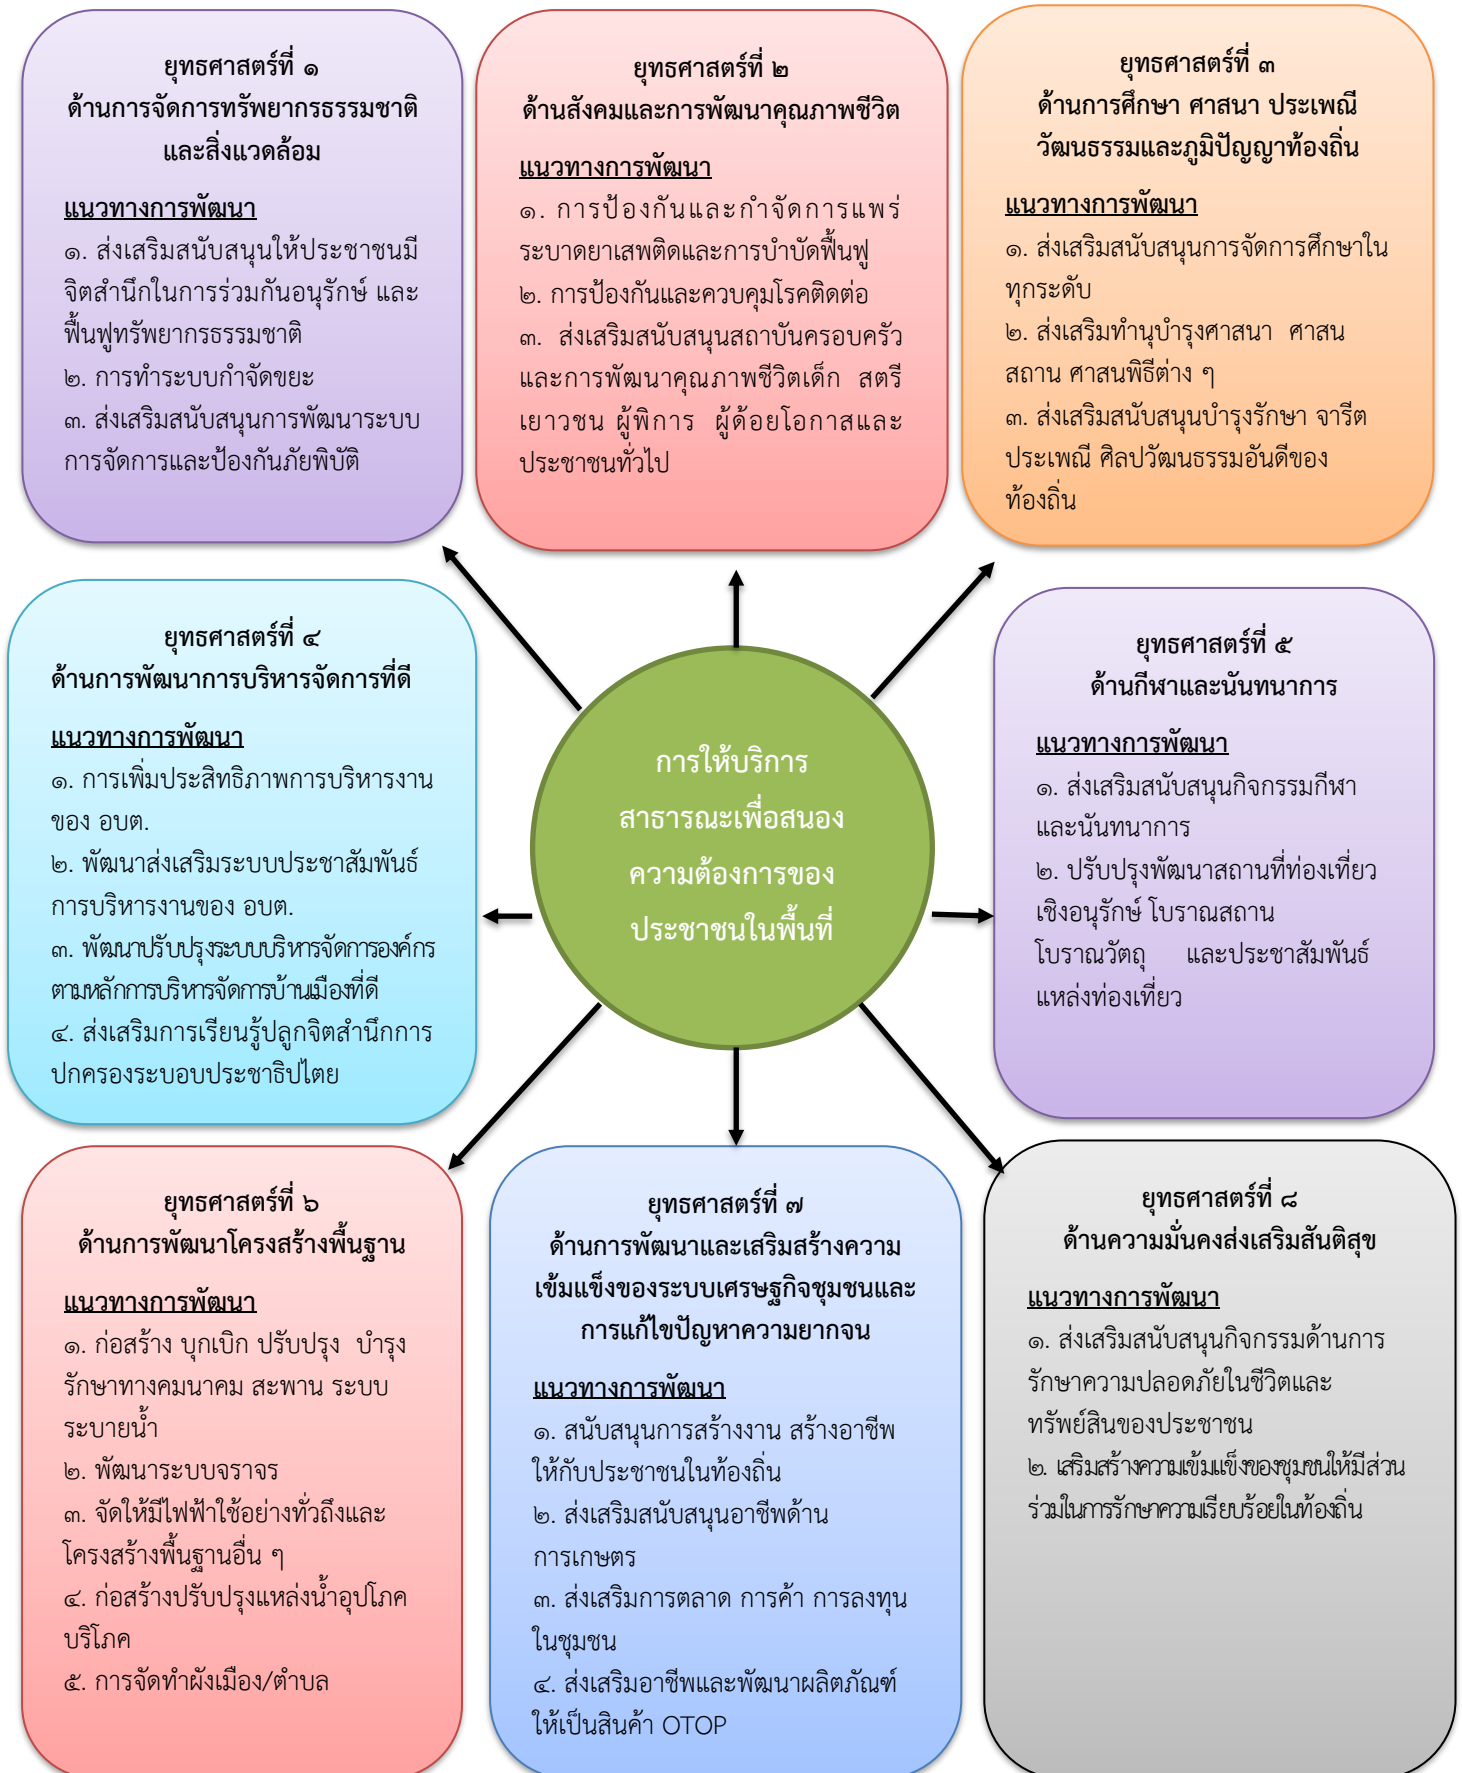 ยุทธศาสตร์ที่ ๑
ด้านการจัดการทรัพยากรธรรมชาติ
และสิ่งแวดล้อม
แนวทางการพัฒนา
๑. ส่งเสริมสนับสนุนให้ประชาชนมี
จิตสำนึกในการร่วมกันอนุรักษ์ และ
ฟื้นฟูทรัพยากรธรรมชาติ
๒. การทำระบบกำจัดขยะ
๓. ส่งเสริมสนับสนุนการพัฒนาระบบ
การจัดการและป้องกันภัยพิบัติ
ยุทธศาสตร์ที่ ๒
ด้านสังคมและการพัฒนาคุณภาพชีวิต
แนวทางการพัฒนา
๑. การป้องกันและกำจัดการแพร่
ระบาดยาเสพติดและการบำบัดฟื้นฟู
๒. การป้องกันและควบคุมโรคติดต่อ
๓. ส่งเสริมสนับสนุนสถาบันครอบครัว
และการพัฒนาคุณภาพชีวิตเด็ก สตรี
เยาวชน ผู้พิการ ผู้ด้อยโอกาสและ
ประชาชนทั่วไป
ยุทธศาสตร์ที่ ๓
ด้านการศึกษา ศาสนา ประเพณี
วัฒนธรรมและภูมิปัญญาท้องถิ่น
แนวทางการพัฒนา
๑. ส่งเสริมสนับสนุนการจัดการศึกษาใน
ทุกระดับ
๒. ส่งเสริมทำนุบำรุงศาสนา ศาสน
สถาน ศาสนพิธีต่าง ๆ
๓. ส่งเสริมสนับสนุนบำรุงรักษา จารีต
ประเพณี ศิลปวัฒนธรรมอันดีของ
ท้องถิ่น
ยุทธศาสตร์ที่ ๔
ด้านการพัฒนาการบริหารจัดการที่ดี
แนวทางการพัฒนา
๑. การเพิ่มประสิทธิภาพการบริหารงาน
ของ อบต.
๒. พัฒนาส่งเสริมระบบประชาสัมพันธ์
การบริหารงานของ อบต.
๓. พัฒนาปรับปรุงระบบบริหารจัดการองค์กร
ตามหลักการบริหารจัดการบ้านเมืองที่ดี
๔. ส่งเสริมการเรียนรู้ปลูกจิตสำนึกการ
ปกครองระบอบประชาธิปไตย
การให้บริการ
สาธารณะเพื่อสนอง
ความต้องการของ
ประชาชนในพื้นที่
ยุทธศาสตร์ที่ ๕
ด้านกีฬาและนันทนาการ
แนวทางการพัฒนา
๑. ส่งเสริมสนับสนุนกิจกรรมกีฬา
และนันทนาการ
๒. ปรับปรุงพัฒนาสถานที่ท่องเที่ยว
เชิงอนุรักษ์ โบราณสถาน
โบราณวัตถุ และประชาสัมพันธ์
แหล่งท่องเที่ยว
ยุทธศาสตร์ที่ ๖
ด้านการพัฒนาโครงสร้างพื้นฐาน
แนวทางการพัฒนา
๑. ก่อสร้าง บุกเบิก ปรับปรุง บำรุง
รักษาทางคมนาคม สะพาน ระบบ
ระบายน้ำ
๒. พัฒนาระบบจราจร
๓. จัดให้มีไฟฟ้าใช้อย่างทั่วถึงและ
โครงสร้างพื้นฐานอื่น ๆ
๔. ก่อสร้างปรับปรุงแหล่งน้ำอุปโภค
บริโภค
๕. การจัดทำผังเมือง/ตำบล
ยุทธศาสตร์ที่ ๗
ด้านการพัฒนาและเสริมสร้างความ
เข้มแข็งของระบบเศรษฐกิจชุมชนและ
การแก้ไขปัญหาความยากจน
แนวทางการพัฒนา
๑. สนับสนุนการสร้างงาน สร้างอาชีพ
ให้กับประชาชนในท้องถิ่น
๒. ส่งเสริมสนับสนุนอาชีพด้าน
การเกษตร
๓. ส่งเสริมการตลาด การค้า การลงทุน
ในชุมชน
๔. ส่งเสริมอาชีพและพัฒนาผลิตภัณฑ์
ให้เป็นสินค้า OTOP
ยุทธศาสตร์ที่ ๘
ด้านความมั่นคงส่งเสริมสันติสุข
แนวทางการพัฒนา
๑. ส่งเสริมสนับสนุนกิจกรรมด้านการ
รักษาความปลอดภัยในชีวิตและ
ทรัพย์สินของประชาชน
๒. เสริมสร้างความเข้มแข็งของชุมชนให้มีส่วน
ร่วมในการรักษาความเรียบร้อยในท้องถิ่น